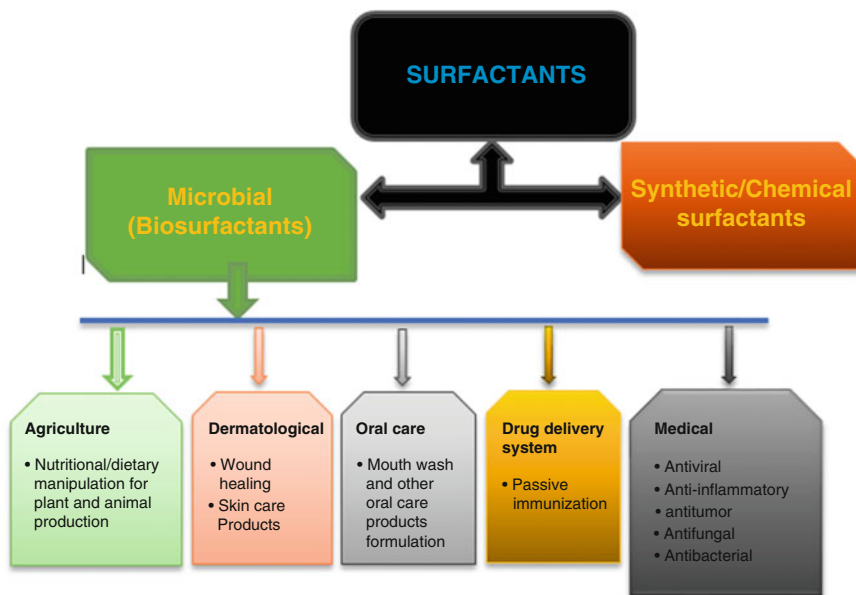 SURFACTANTS
Microbial
(Biosurfactants)
Synthetic/Chemical
surfactants
Agriculture
• Nutritional/dietary
manipulation for
plant and animal
production
Dermatological
• Wound
healing
• Skin care
Products
Oral care
• Mouth wash
and other
oral care
products
formulation
Drug delivery
system
• Passive
immunization
Medical
• Antiviral
• Anti-inflammatory
• antitumor
• Antifungal
• Antibacterial